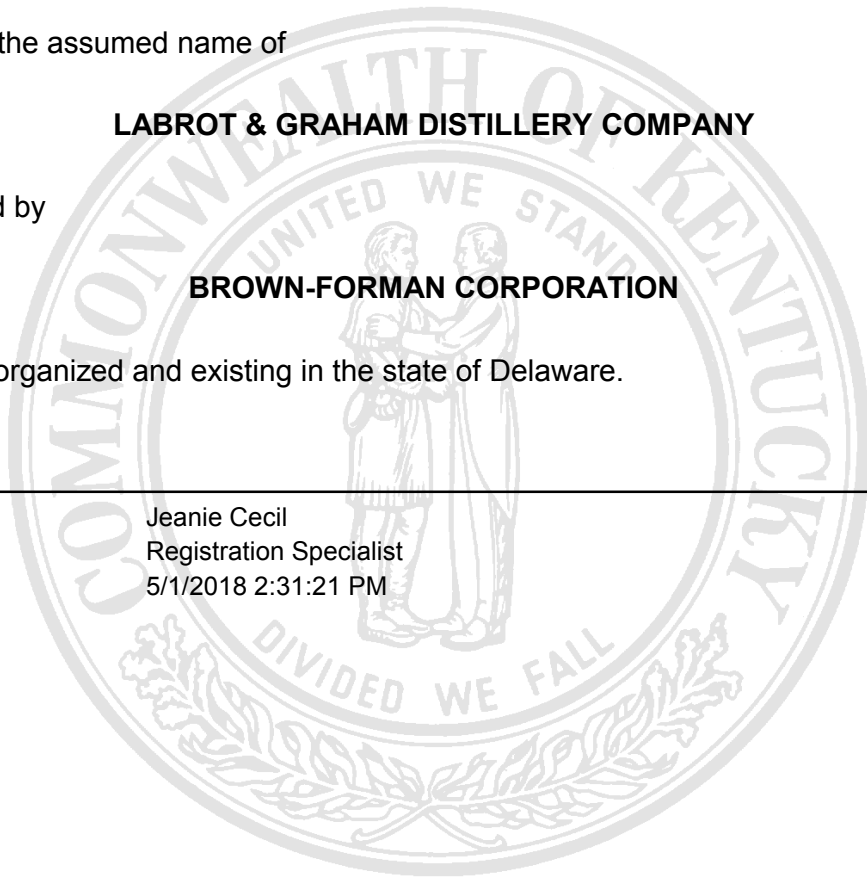 the assumed name of
LABROT & GRAHAM DISTILLERY COMPANY
d by
BROWN-FORMAN CORPORATION
organized and existing in the state of Delaware.
Jeanie Cecil
Registration Specialist
5/1/2018 2:31:21 PM
COMMONWEALTH OF KENTUCKY
UNITED WE STAND
DIVIDED WE FALL